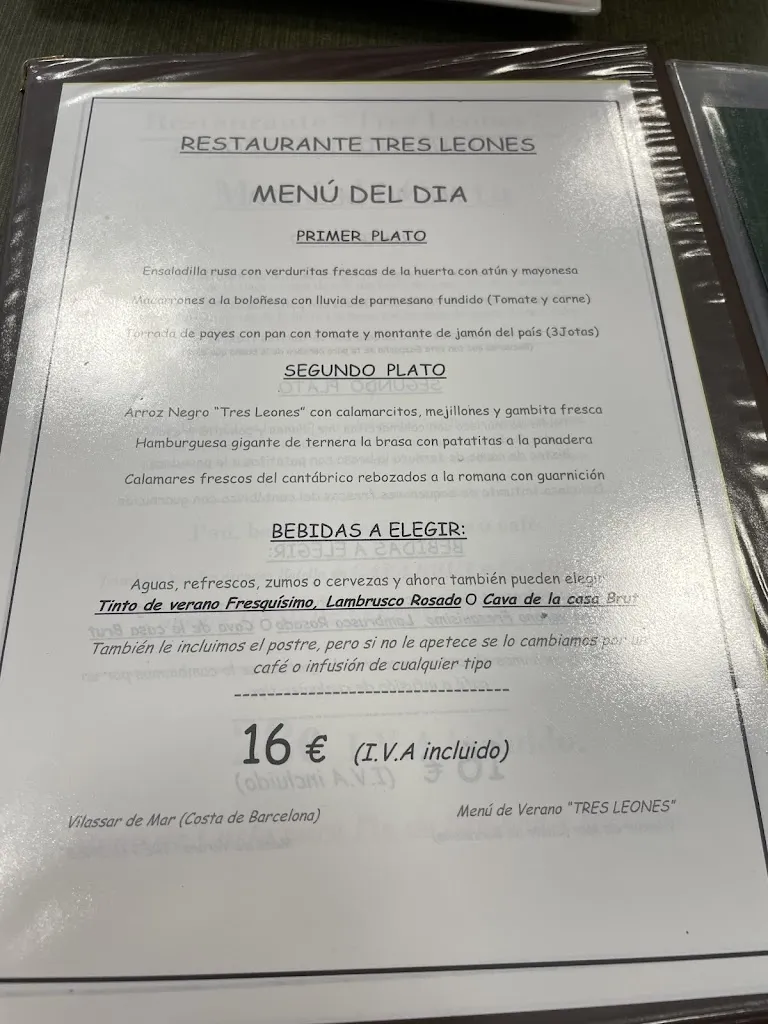 RESTAURANTE TRES LEONES
MENÚ DEL DIA
PRIMER PLATO
Ensaladilla rusa con verduritas frescas de la huerta con atún y mayonesa
Macarrones a la boloñesa con lluvia de parmesano fundido (Tomate y carne)
Torrada de payes con pan con tomate y montante de jamón del país (3Jotas)
SEGUNDO PLATO
Arroz Negro "Tres Leones" con calamarcitos, mejillones y gambita fresca
Hamburguesa gigante de ternera la brasa con patatitas a la panadera
Calamares frescos del cantábrico rebozados a la romana con guarnición
BEBIDAS A ELEGIR:
Aguas, refrescos, zumos o cervezas y ahora también pueden elegir
Tinto de verano Fresquísimo, Lambrusco Rosado O Cava de la casa Brut
También le incluimos el postre, pero si no le apetece se lo cambiamos por un
café o infusión de cualquier tipo
16 € (I.V.A incluido)
Vilassar de Mar (Costa de Barcelona) Menú de Verano "TRES LEONES"